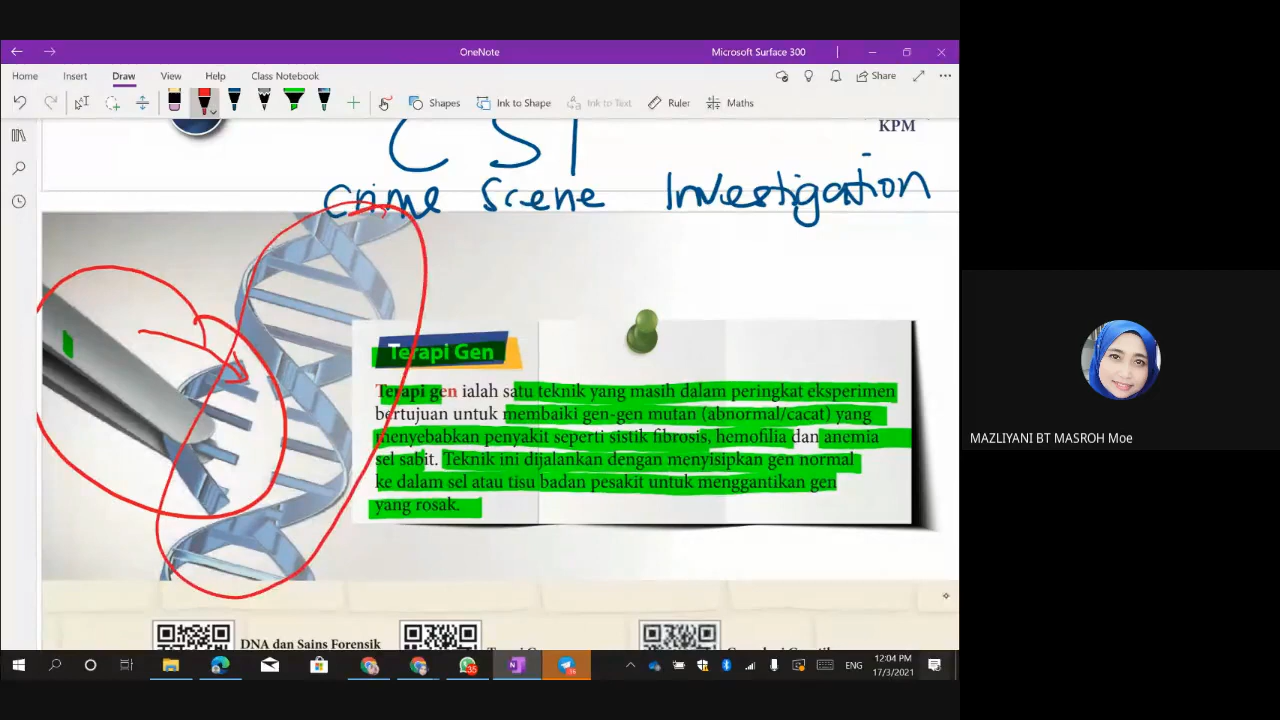 OneNote
Microsoft Surface 300
Home Insert Draw View Help Class Notebook
Share
Shapes Ink to Shape Ink to Text Ruler Maths
CSI
KPM
Crime Scene Investigation
Terapi Gen
Terapi gen ialah satu teknik yang masih dalam peringkat eksperimen
bertujuan untuk membaiki gen-gen mutan (abnormal/cacat) yang
menyebabkan penyakit seperti sistik fibrosis, hemofilia dan anemia
sel sabit. Teknik ini dijalankan dengan menyisipkan gen normal
ke dalam sel atau tisu badan pesakit untuk menggantikan gen
yang rosak.
MAZLIYANI BT MASROH Moe
DNA dan Sains Forensik
35
ENG
12:04 PM
17/3/2021